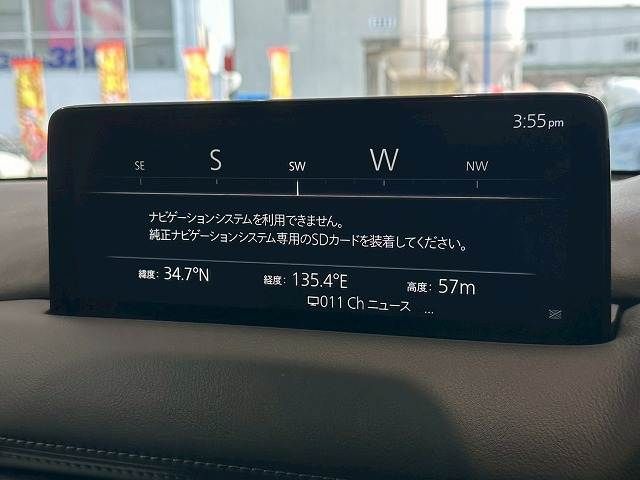 3:55pm
SE S SW W NW
ナビゲーションシステムを利用できません。
純正ナビゲーションシステム専用のSDカードを装着してください。
緯度: 34.7°N 経度: 135.4°E 高度: 57m
011 Ch ニュース ...